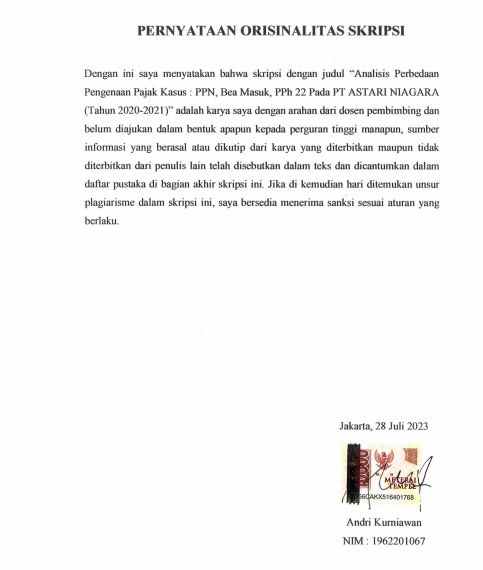 PERNYATAAN ORISINALITAS SKRIPSI
Dengan ini saya menyatakan bahwa skripsi dengan judul “Analisis Perbedaan
Pengenaan Pajak Kasus : PPN, Bea Masuk, PPh 22 Pada PT ASTARI NIAGARA
(Tahun 2020-2021)” adalah karya saya dengan arahan dari dosen pembimbing dan
belum diajukan dalam bentuk apapun kepada perguran tinggi manapun, sumber
informasi yang berasal atau dikutip dari karya yang diterbitkan maupun tidak
diterbitkan dari penulis lain telah disebutkan dalam teks dan dicantumkan dalam
daftar pustaka di bagian akhir skripsi ini. Jika di kemudian hari ditemukan unsur
plagiarisme dalam skripsi ini, saya bersedia menerima sanksi sesuai aturan yang
berlaku.
Jakarta, 28 Juli 2023
METERAI
TEMPEL
Andri Kurniawan
NIM : 1962201067